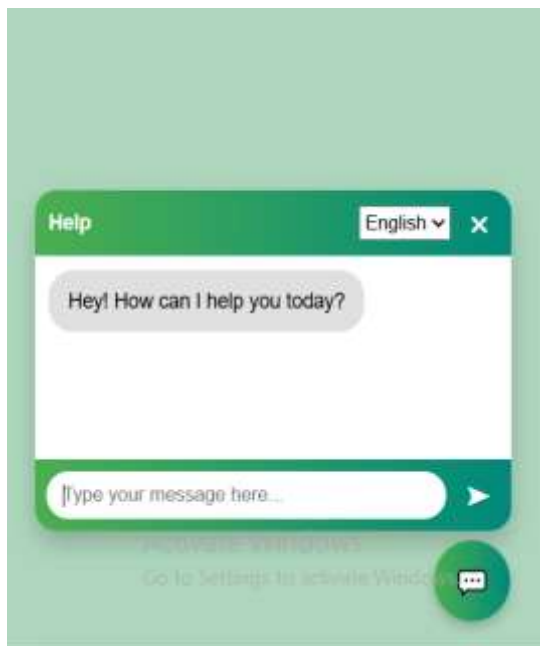 Help
English
Hey! How can I help you today?
Type your message here...
Activate Windows
Go to Settings to activate Windows